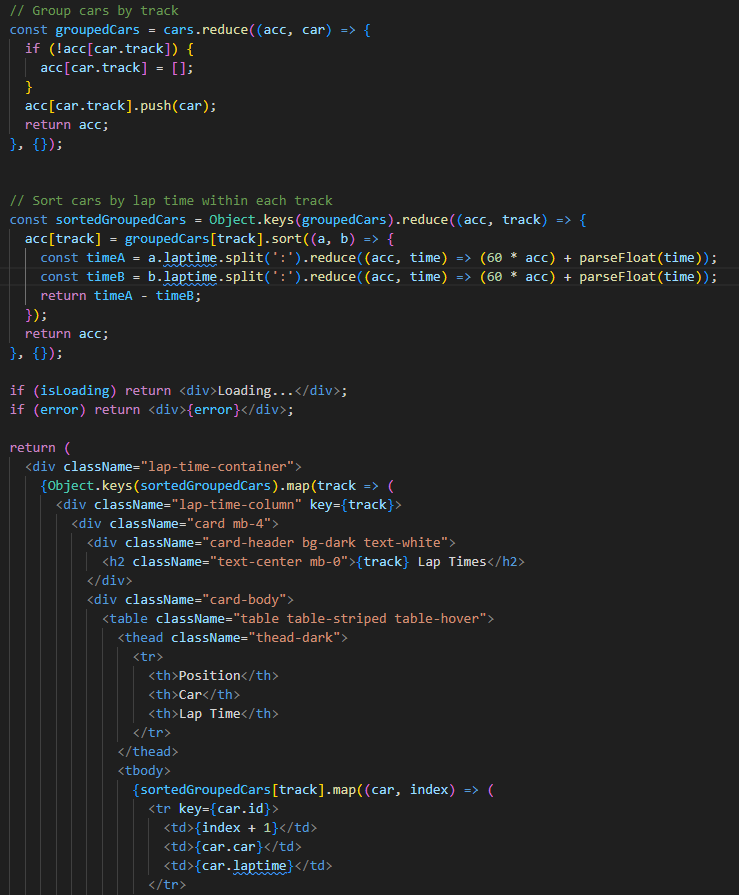 // Group cars by track
const groupedCars = cars.reduce((acc, car) => {
  if (!acc[car.track]) {
    acc[car.track] = [];
  }
  acc[car.track].push(car);
  return acc;
}, {});
// Sort cars by lap time within each track
const sortedGroupedCars = Object.keys(groupedCars).reduce((acc, track) => {
  acc[track] = groupedCars[track].sort((a, b) => {
    const timeA = a.laptime.split(':').reduce((acc, time) => (60 * acc) + parseFloat(time));
    const timeB = b.laptime.split(':').reduce((acc, time) => (60 * acc) + parseFloat(time));
    return timeA - timeB;
  });
  return acc;
}, {});
if (isLoading) return <div>Loading...</div>;
if (error) return <div>{error}</div>;
return (
  <div className="lap-time-container">
    {Object.keys(sortedGroupedCars).map(track => (
      <div className="lap-time-column" key={track}>
        <div className="card mb-4">
          <div className="card-header bg-dark text-white">
            <h2 className="text-center mb-0">{track} Lap Times</h2>
          </div>
          <div className="card-body">
            <table className="table table-striped table-hover">
              <thead className="thead-dark">
                <tr>
                  <th>Position</th>
                  <th>Car</th>
                  <th>Lap Time</th>
                </tr>
              </thead>
              <tbody>
                {sortedGroupedCars[track].map((car, index) => (
                  <tr key={car.id}>
                    <td>{index + 1}</td>
                    <td>{car.car}</td>
                    <td>{car.laptime}</td>
                  </tr>